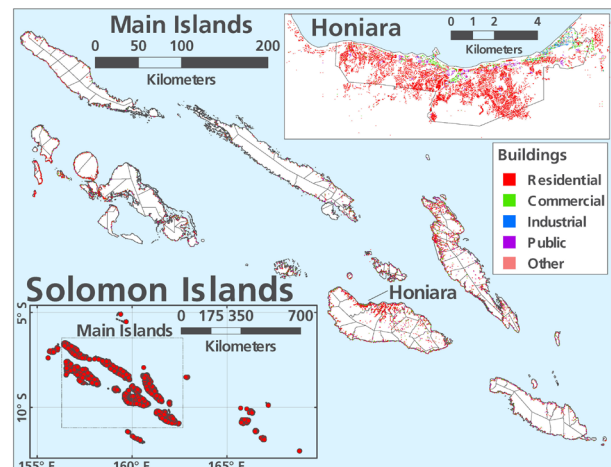 Main Islands
0 50 100 200
Kilometers
Honiara
0 1 2 4
Kilometers
Buildings
Residential
Commercial
Industrial
Public
Other
Honiara
Solomon Islands
5° S
Main Islands
0 175 350 700
Kilometers
10° S
155° E
160° E
165° E